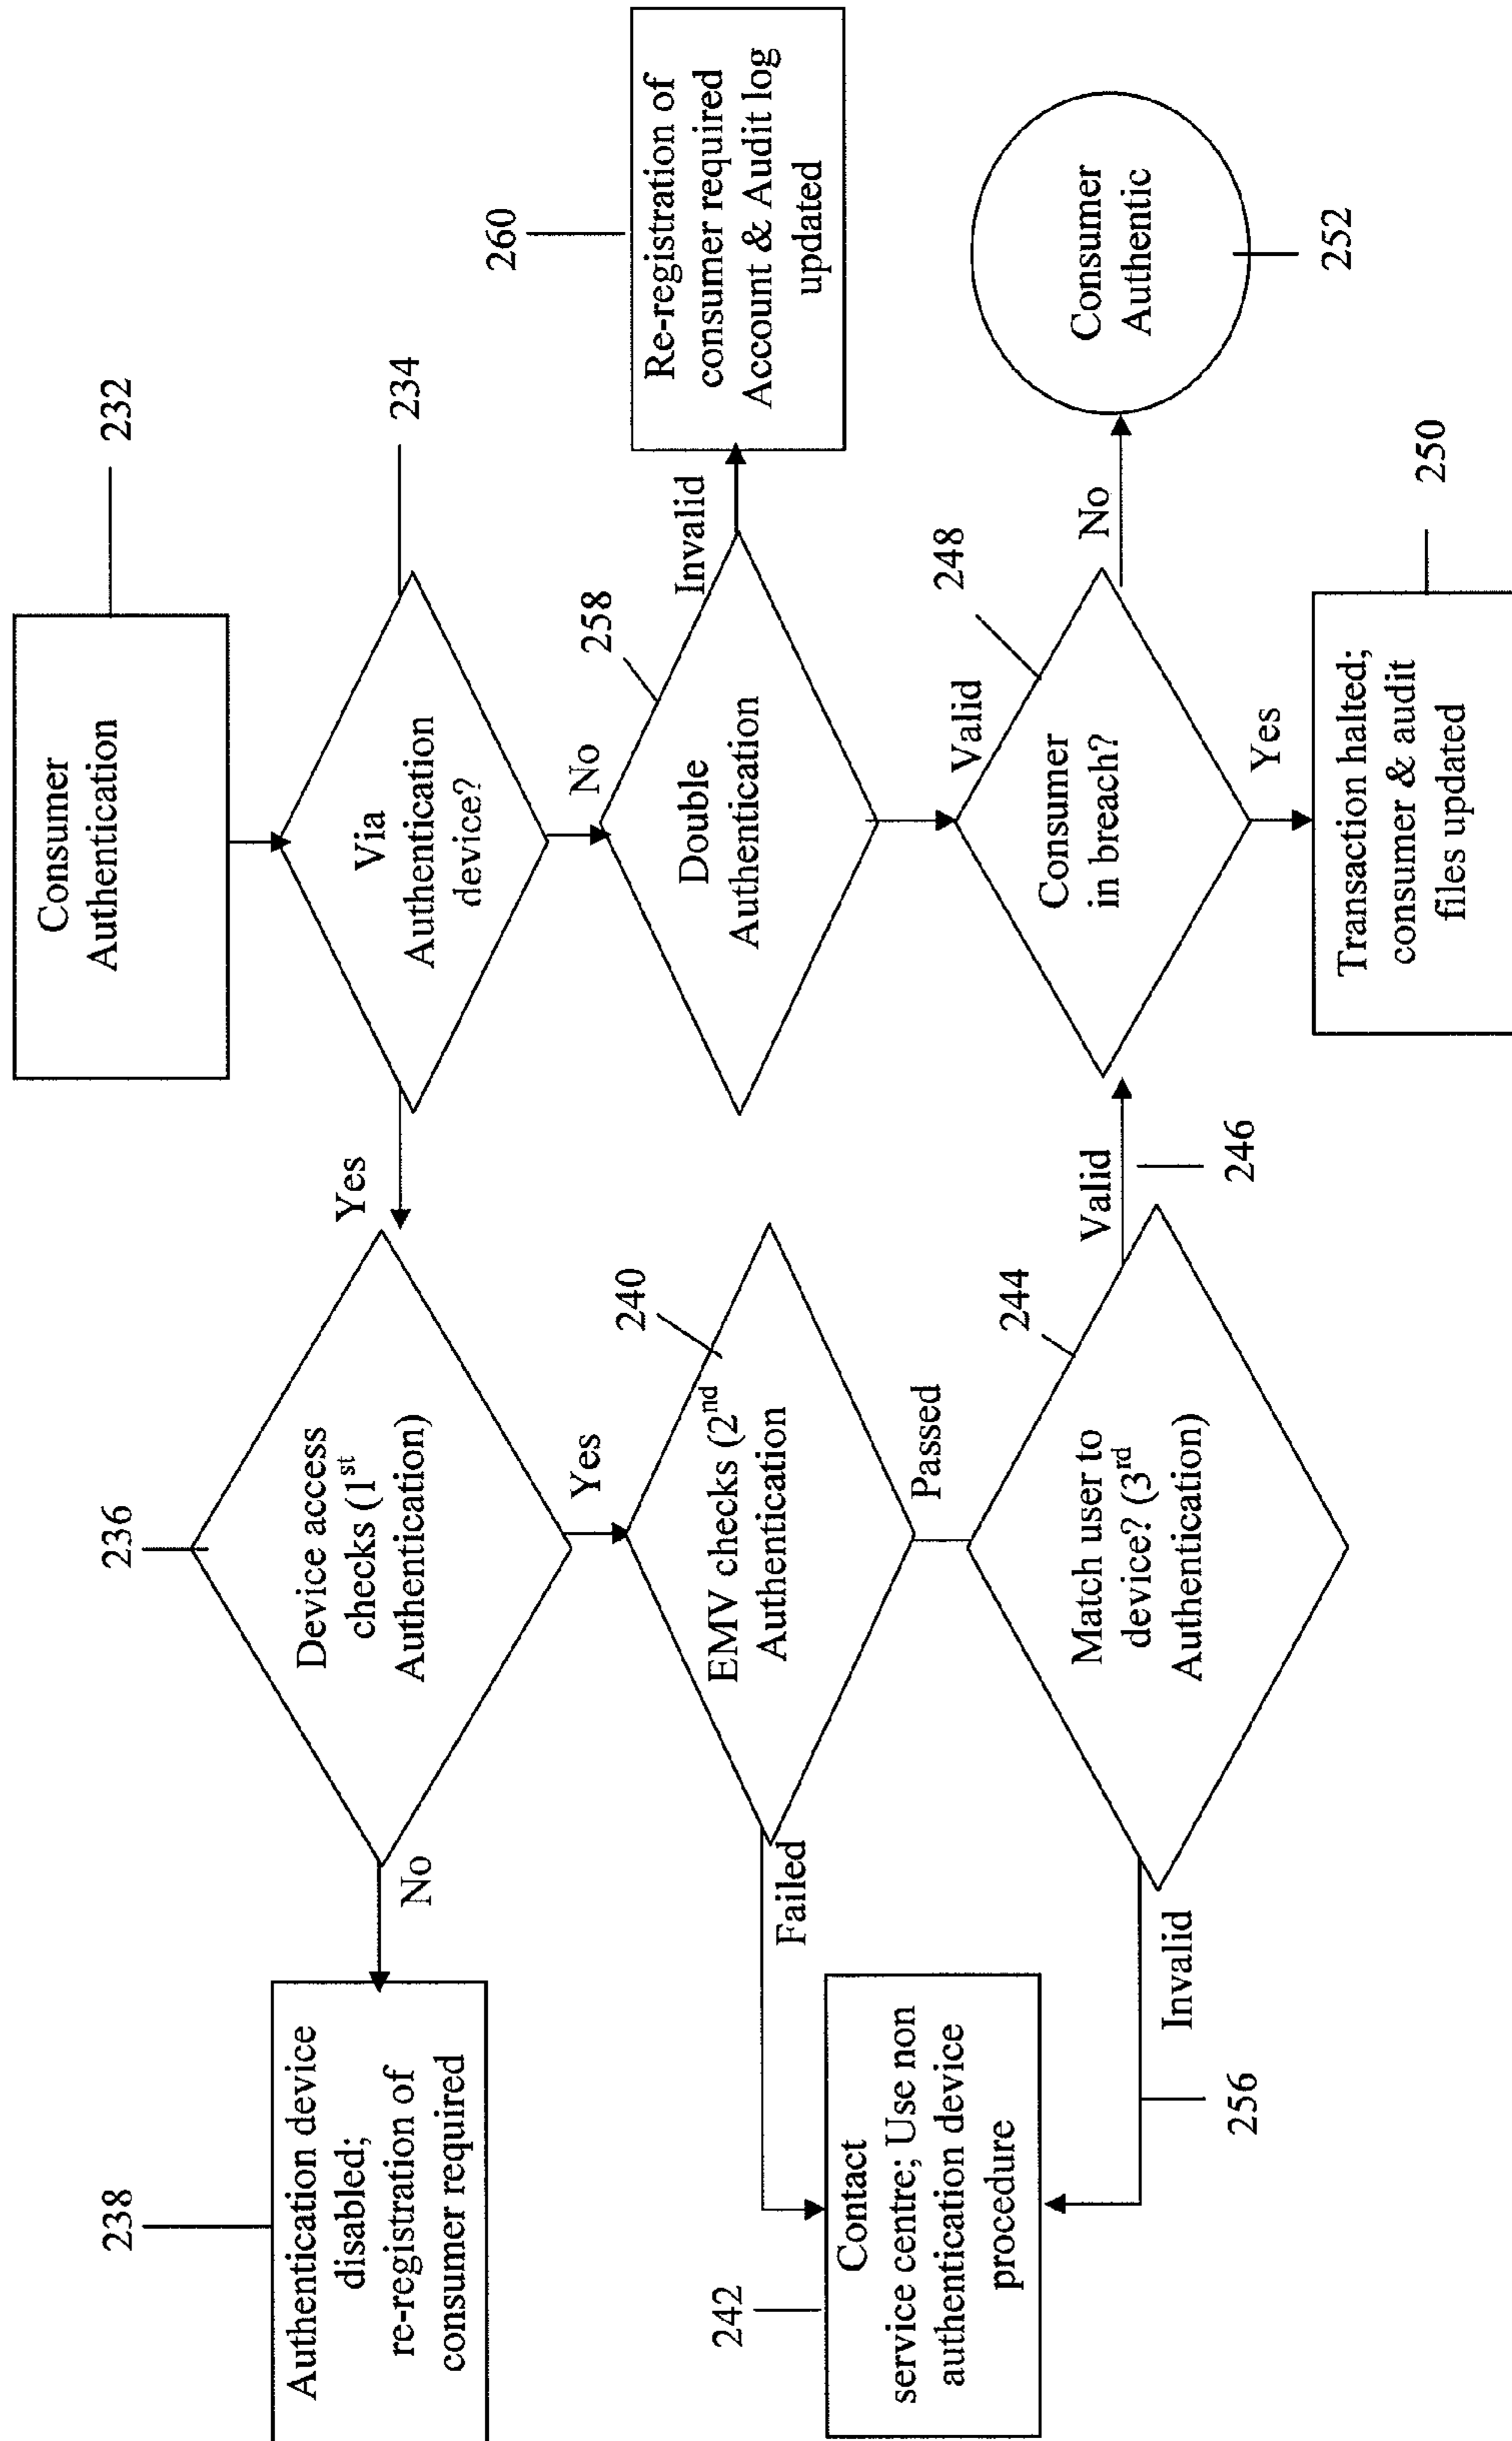 232
Consumer
Authentication
234
Via
Authentication
device?
Yes
No
236
Device access
checks (1st
Authentication)
No
Yes
238
Authentication device
disabled;
re-registration of
consumer required
240
EMV checks (2nd
Authentication
Failed
Passed
242
Contact
service centre; Use non
authentication device
procedure
244
Match user to
device? (3rd
Authentication)
Invalid
256
Valid
246
258
Double
Authentication
Invalid
260
Re-registration of
consumer required
Account & Audit log
updated
Valid
248
Consumer
in breach?
No
Consumer
Authentic
252
Yes
250
Transaction halted;
consumer & audit
files updated